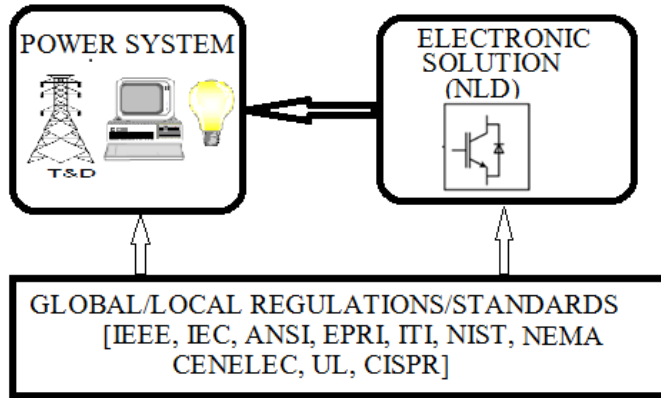 POWER SYSTEM
T&D
ELECTRONIC
SOLUTION
(NLD)
GLOBAL/LOCAL REGULATIONS/STANDARDS
[IEEE, IEC, ANSI, EPRI, ITI, NIST, NEMA
CENELEC, UL, CISPR]